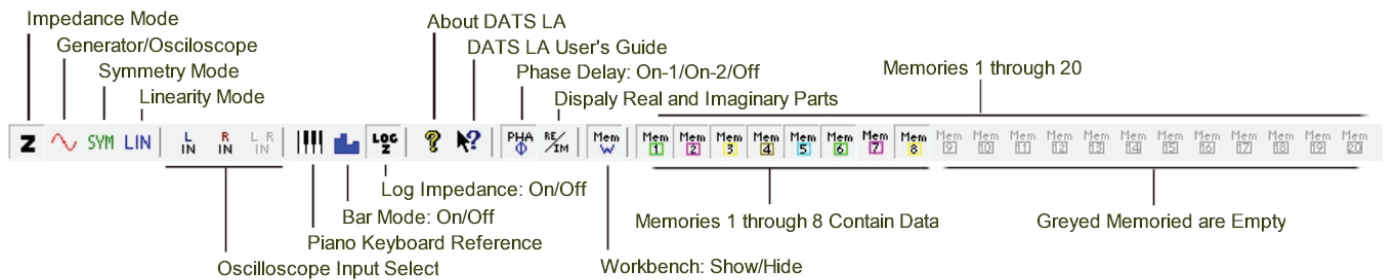 Impedance Mode
Generator/Osciloscope
Symmetry Mode
Linearity Mode
About DATS LA
DATS LA User's Guide
Phase Delay: On-1/On-2/Off
Dispaly Real and Imaginary Parts
Memories 1 through 20
Z SYM LIN L IN R IN L R IN LOG Z ? ? PHA Φ RE/IM Mem W Mem 1 Mem 2 Mem 3 Mem 4 Mem 5 Mem 6 Mem 7 Mem 8 Mem 9 Mem 10 Mem 11 Mem 12 Mem 13 Mem 14 Mem 15 Mem 16 Mem 17 Mem 18 Mem 19 Mem 20
Log Impedance: On/Off
Bar Mode: On/Off
Piano Keyboard Reference
Oscilloscope Input Select
Memories 1 through 8 Contain Data
Greyed Memoried are Empty
Workbench: Show/Hide